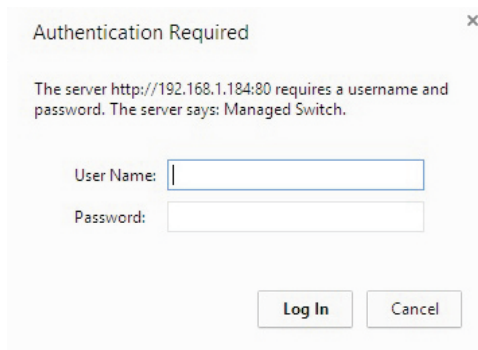 Authentication Required
The server http://192.168.1.184:80 requires a username and
password. The server says: Managed Switch.
User Name:
Password:
Log In Cancel